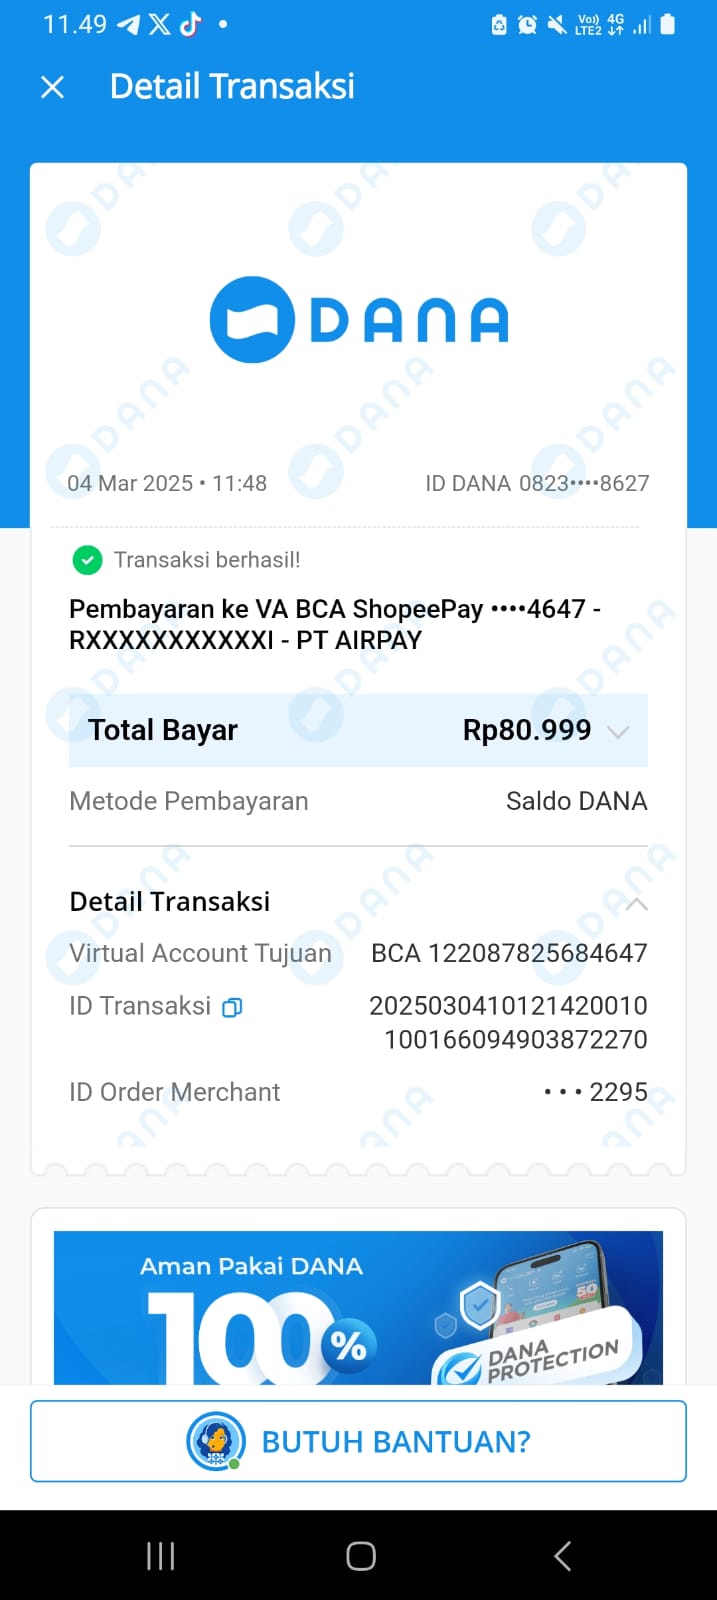 11.49
Vo)) 4G
LTE2
Detail Transaksi
DANA
04 Mar 2025 • 11:48 ID DANA 0823••••8627
Transaksi berhasil!
Pembayaran ke VA BCA ShopeePay ••••4647 -
RXXXXXXXXXXXI - PT AIRPAY
Total Bayar Rp80.999
Metode Pembayaran Saldo DANA
Detail Transaksi
Virtual Account Tujuan BCA 122087825684647
ID Transaksi 2025030410121420010
100166094903872270
ID Order Merchant • • • 2295
Aman Pakai DANA
100%
DANA
PROTECTION
BUTUH BANTUAN?